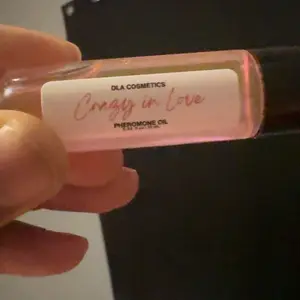 DLA COSMETICS
Crazy in Love
PHEROMONE OIL